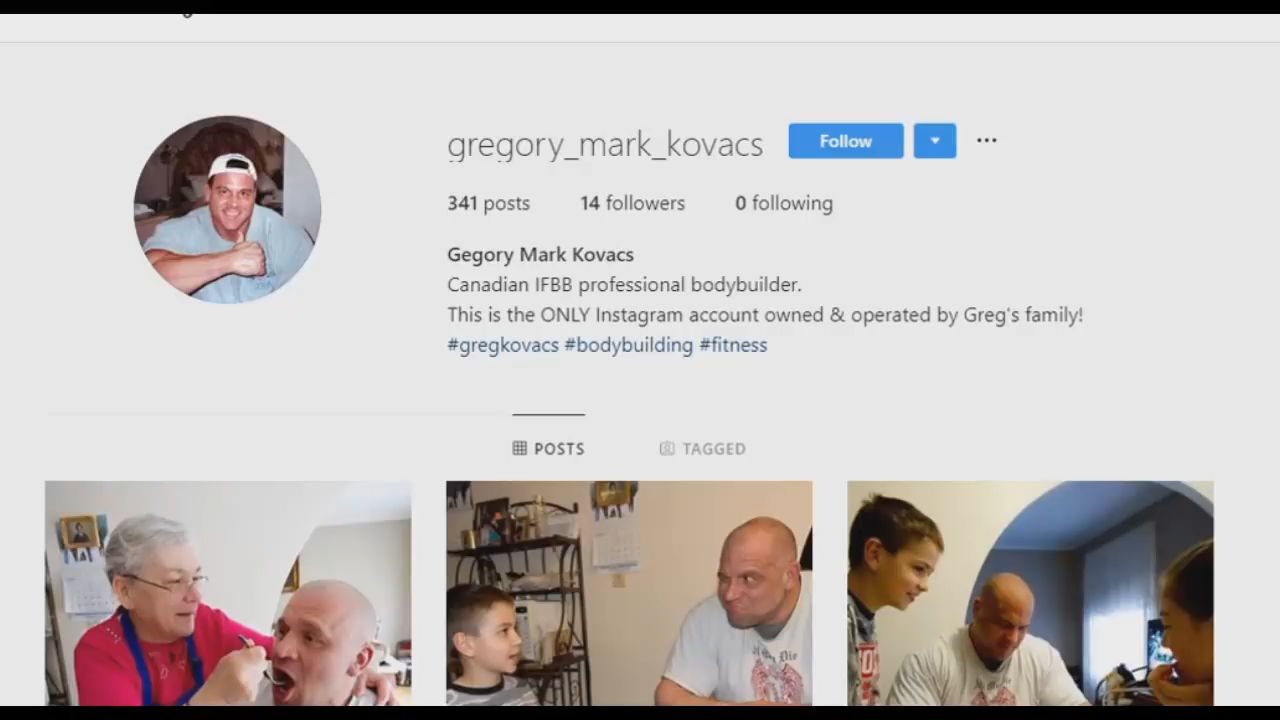 gregory_mark_kovacs Follow
341 posts 14 followers 0 following
Gegory Mark Kovacs
Canadian IFBB professional bodybuilder.
This is the ONLY Instagram account owned & operated by Greg's family!
#gregkovacs #bodybuilding #fitness
POSTS TAGGED
Die